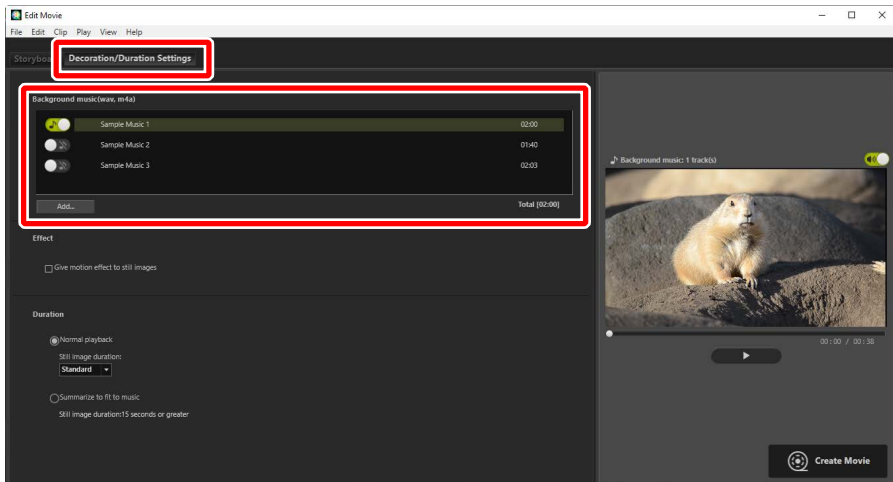 Edit Movie
File Edit Clip Play View Help
Storyboa Decoration/Duration Settings
Background music(wav, m4a)
Sample Music 1 02:00
Sample Music 2 01:40
Sample Music 3 02:03
Add... Total [02:00]
Background music: 1 track(s)
Effect
Give motion effect to still images
Duration
Normal playback
Still image duration:
Standard
00:00 / 00:38
Summarize to fit to music
Still image duration:15 seconds or greater
Create Movie